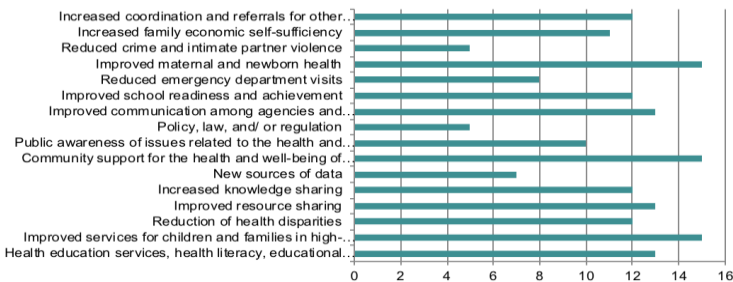 Increased coordination and referrals for other...
Increased family economic self-sufficiency
Reduced crime and intimate partner violence
Improved maternal and newborn health
Reduced emergency department visits
Improved school readiness and achievement
Improved communication among agencies and...
Policy, law, and/ or regulation
Public awareness of issues related to the health and...
Community support for the health and well-being of...
New sources of data
Increased knowledge sharing
Improved resource sharing
Reduction of health disparities
Improved services for children and families in high-...
Health education services, health literacy, educational...
0 2 4 6 8 10 12 14 16